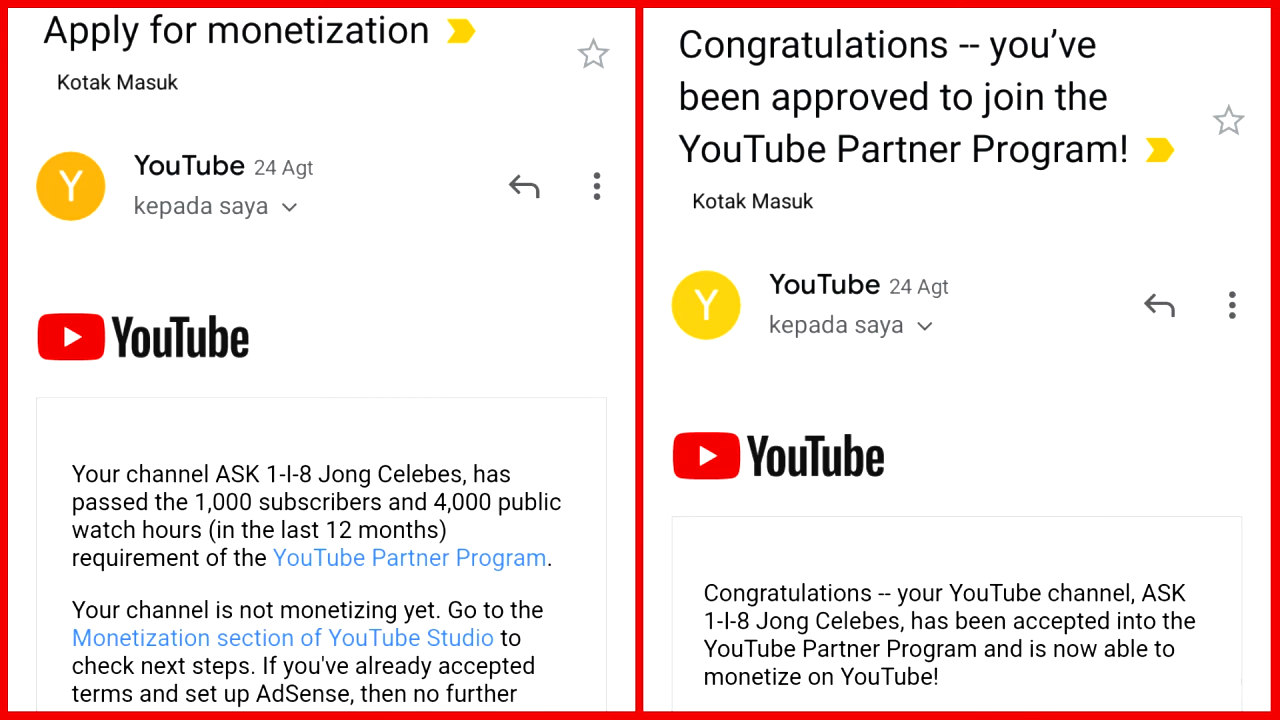 Apply for monetization
Kotak Masuk
Y
YouTube 24 Agt
kepada saya
YouTube
Your channel ASK 1-I-8 Jong Celebes, has
passed the 1,000 subscribers and 4,000 public
watch hours (in the last 12 months)
requirement of the YouTube Partner Program.
Your channel is not monetizing yet. Go to the
Monetization section of YouTube Studio to
check next steps. If you've already accepted
terms and set up AdSense, then no further
Congratulations -- you’ve
been approved to join the
YouTube Partner Program!
Kotak Masuk
Y
YouTube 24 Agt
kepada saya
YouTube
Congratulations -- your YouTube channel, ASK
1-I-8 Jong Celebes, has been accepted into the
YouTube Partner Program and is now able to
monetize on YouTube!